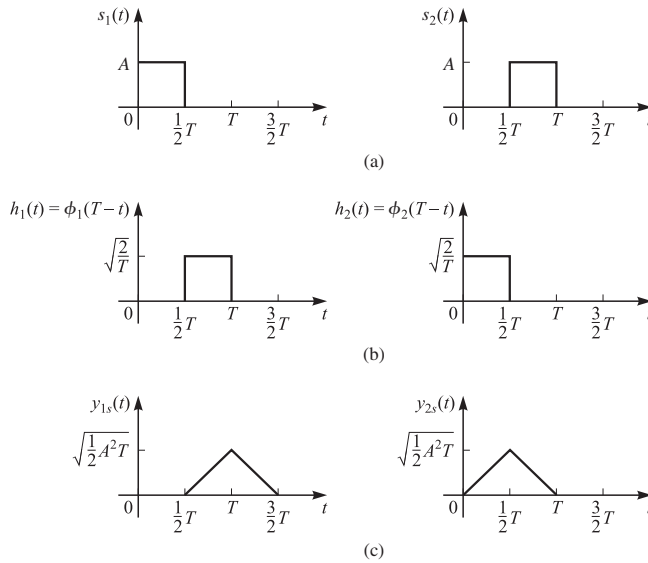 s₁(t) s₂(t)
A A
0 ½T T 3/2T t 0 ½T T 3/2T
(a)
h₁(t) = ϕ₁(T−t) h₂(t) = ϕ₂(T−t)
√(2/T) √(2/T)
0 ½T T 3/2T t 0 ½T T 3/2T
(b)
y₁ₛ(t) y₂ₛ(t)
√(½A²T) √(½A²T)
0 ½T T 3/2T t 0 ½T T 3/2T
(c)